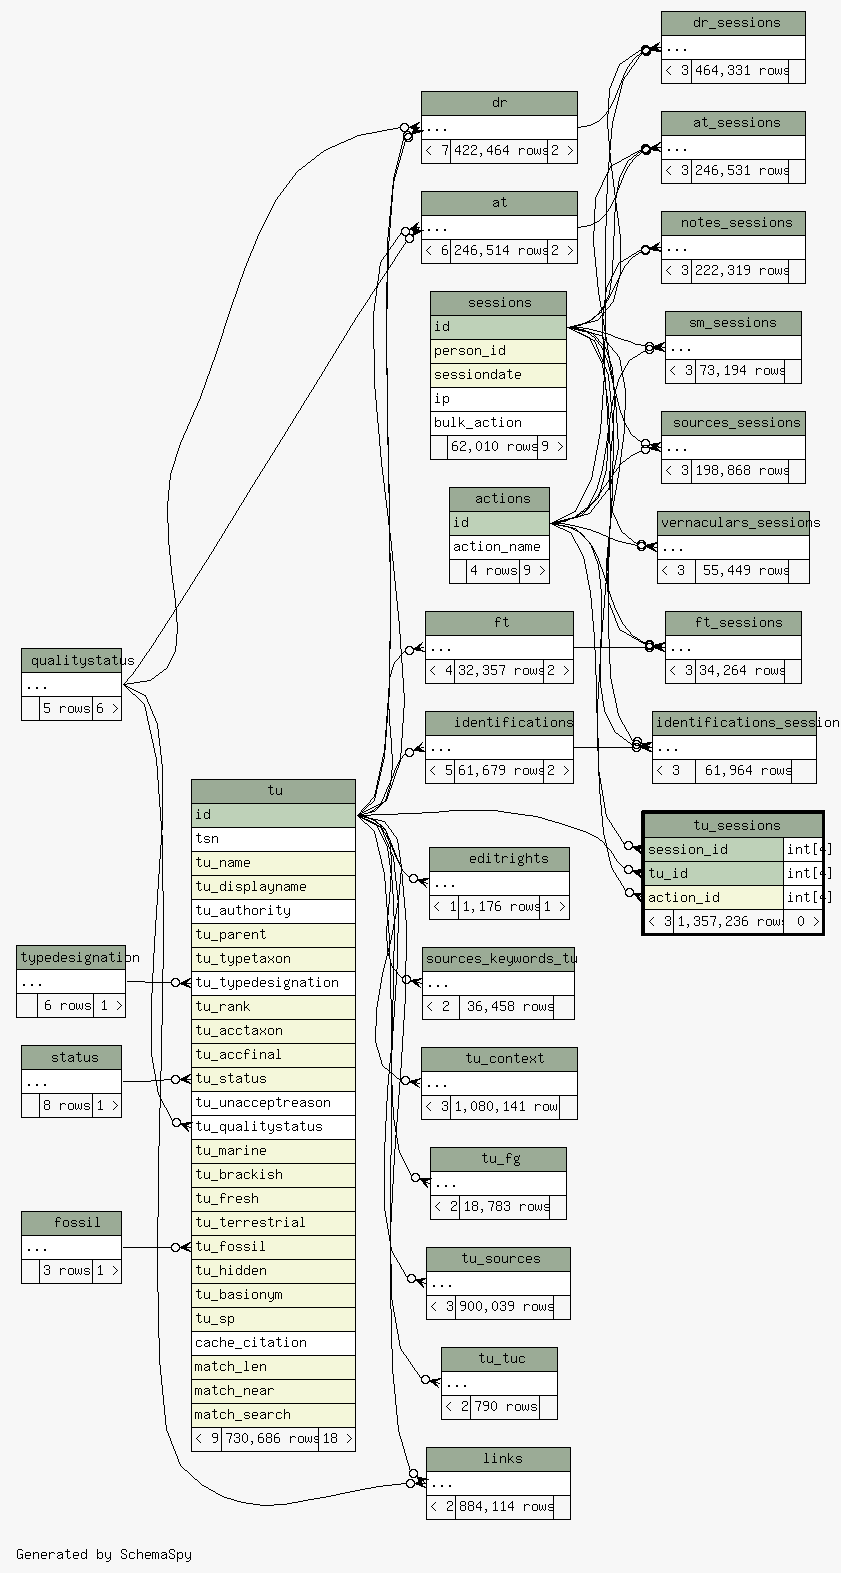 dr_sessions
...
< 3 464,331 rows
dr
...
< 7 422,464 rows 2 >
at_sessions
...
< 3 246,531 rows
at
...
< 6 246,514 rows 2 >
notes_sessions
...
< 3 222,319 rows
sessions
id
person_id
sessiondate
ip
bulk_action
62,010 rows 9 >
sm_sessions
...
< 3 73,194 rows
sources_sessions
...
< 3 198,868 rows
actions
id
action_name
4 rows 9 >
vernaculars_sessions
...
< 3 55,449 rows
ft
...
< 4 32,357 rows 2 >
ft_sessions
...
< 3 34,264 rows
qualitystatus
...
5 rows 6 >
identifications
...
< 5 61,679 rows 2 >
identifications_session
...
< 3 61,964 rows
tu
id
tsn
tu_name
tu_displayname
tu_authority
tu_parent
tu_typetaxon
tu_typedesignation
tu_rank
tu_acctaxon
tu_accfinal
tu_status
tu_unacceptreason
tu_qualitystatus
tu_marine
tu_brackish
tu_fresh
tu_terrestrial
tu_fossil
tu_hidden
tu_basionym
tu_sp
cache_citation
match_len
match_near
match_search
< 9 730,686 rows 18 >
tu_sessions
session_id int[4]
tu_id int[4]
action_id int[4]
< 3 1,357,236 rows 0 >
editrights
...
< 1 1,176 rows 1 >
typedesignation
...
6 rows 1 >
sources_keywords_tu
...
< 2 36,458 rows
status
...
8 rows 1 >
tu_context
...
< 3 1,080,141 row
tu_fg
...
< 2 18,783 rows
fossil
...
3 rows 1 >
tu_sources
...
< 3 900,039 rows
tu_tuc
...
< 2 790 rows
links
...
< 2 884,114 rows
Generated by SchemaSpy